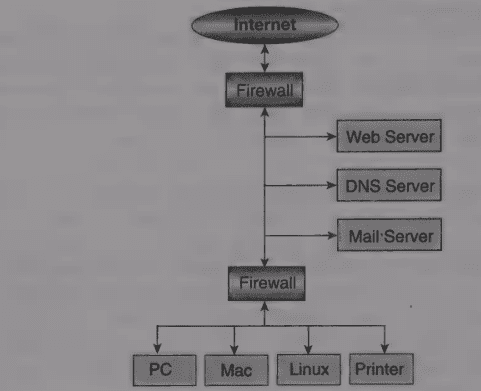 Internet
Firewall
Web Server
DNS Server
Mail Server
Firewall
PC
Mac
Linux
Printer